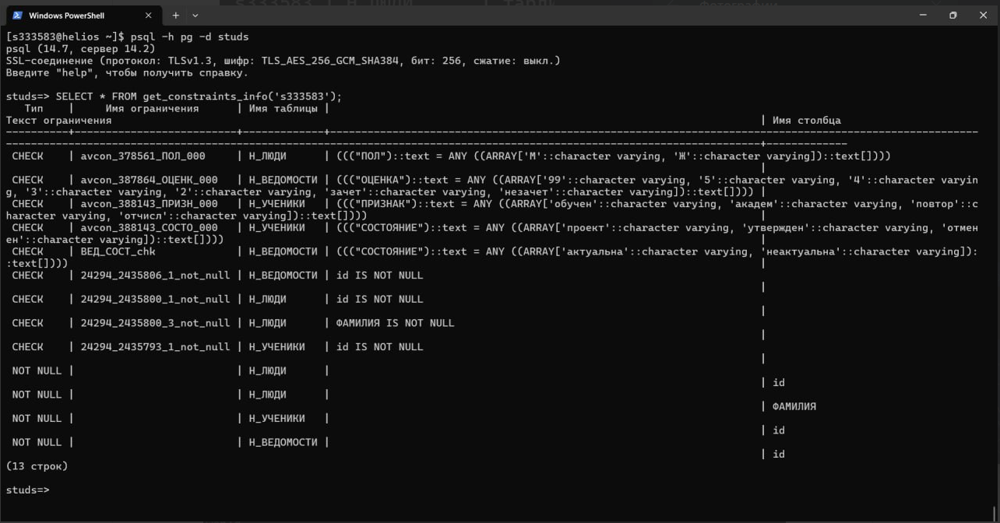 Windows PowerShell
[s333583@helios ~]$ psql -h pg -d studs
psql (14.7, сервер 14.2)
SSL-соединение (протокол: TLSv1.3, шифр: TLS_AES_256_GCM_SHA384, бит: 256, сжатие: выкл.)
Введите "help", чтобы получить справку.
studs=> SELECT * FROM get_constraints_info('s333583');
Тип | Имя ограничения | Имя таблицы |
Текст ограничения | Имя столбца
----------+--------------------------+-------------+--------------------------------------------------------------------------------------------------------
-------------------------------------------------------------------------------------------------------------------------+-------------
CHECK | avcon_378561_ПОЛ_000 | Н_ЛЮДИ | ((("ПОЛ")::text = ANY ((ARRAY['М'::character varying, 'Ж'::character varying])::text[])))
|
CHECK | avcon_387864_ОЦЕНК_000 | Н_ВЕДОМОСТИ | ((("ОЦЕНКА")::text = ANY ((ARRAY['99'::character varying, '5'::character varying, '4'::character varyin
g, '3'::character varying, '2'::character varying, 'зачет'::character varying, 'незачет'::character varying])::text[]))) |
CHECK | avcon_388143_ПРИЗН_000 | Н_УЧЕНИКИ | ((("ПРИЗНАК")::text = ANY ((ARRAY['обучен'::character varying, 'академ'::character varying, 'повтор'::c
haracter varying, 'отчисл'::character varying])::text[]))) |
CHECK | avcon_388143_СОСТО_000 | Н_УЧЕНИКИ | ((("СОСТОЯНИЕ")::text = ANY ((ARRAY['проект'::character varying, 'утвержден'::character varying, 'отмен
ен'::character varying])::text[]))) |
CHECK | ВЕД_СОСТ_chk | Н_ВЕДОМОСТИ | ((("СОСТОЯНИЕ")::text = ANY ((ARRAY['актуальна'::character varying, 'неактуальна'::character varying]):
:text[]))) |
CHECK | 24294_2435806_1_not_null | Н_ВЕДОМОСТИ | id IS NOT NULL
|
CHECK | 24294_2435800_1_not_null | Н_ЛЮДИ | id IS NOT NULL
|
CHECK | 24294_2435800_3_not_null | Н_ЛЮДИ | ФАМИЛИЯ IS NOT NULL
|
CHECK | 24294_2435793_1_not_null | Н_УЧЕНИКИ | id IS NOT NULL
|
NOT NULL | | Н_ЛЮДИ |
| id
NOT NULL | | Н_ЛЮДИ |
| ФАМИЛИЯ
NOT NULL | | Н_УЧЕНИКИ |
| id
NOT NULL | | Н_ВЕДОМОСТИ |
| id
(13 строк)
studs=>